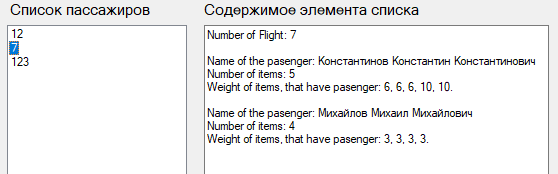 Список пассажиров
12
7
123
Содержимое элемента списка
Number of Flight: 7
Name of the pasenger: Константинов Константин Константинович
Number of items: 5
Weight of items, that have pasenger: 6, 6, 6, 10, 10.
Name of the pasenger: Михайлов Михаил Михайлович
Number of items: 4
Weight of items, that have pasenger: 3, 3, 3, 3.